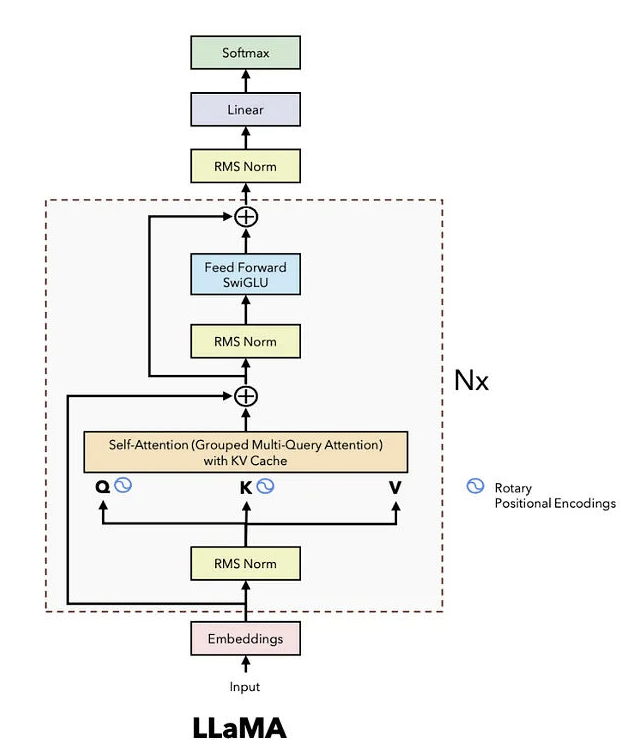 Softmax
Linear
RMS Norm
Feed Forward
SwiGLU
RMS Norm
Nx
Self-Attention (Grouped Multi-Query Attention)
with KV Cache
Q K V
Rotary
Positional Encodings
RMS Norm
Embeddings
Input
LLaMA